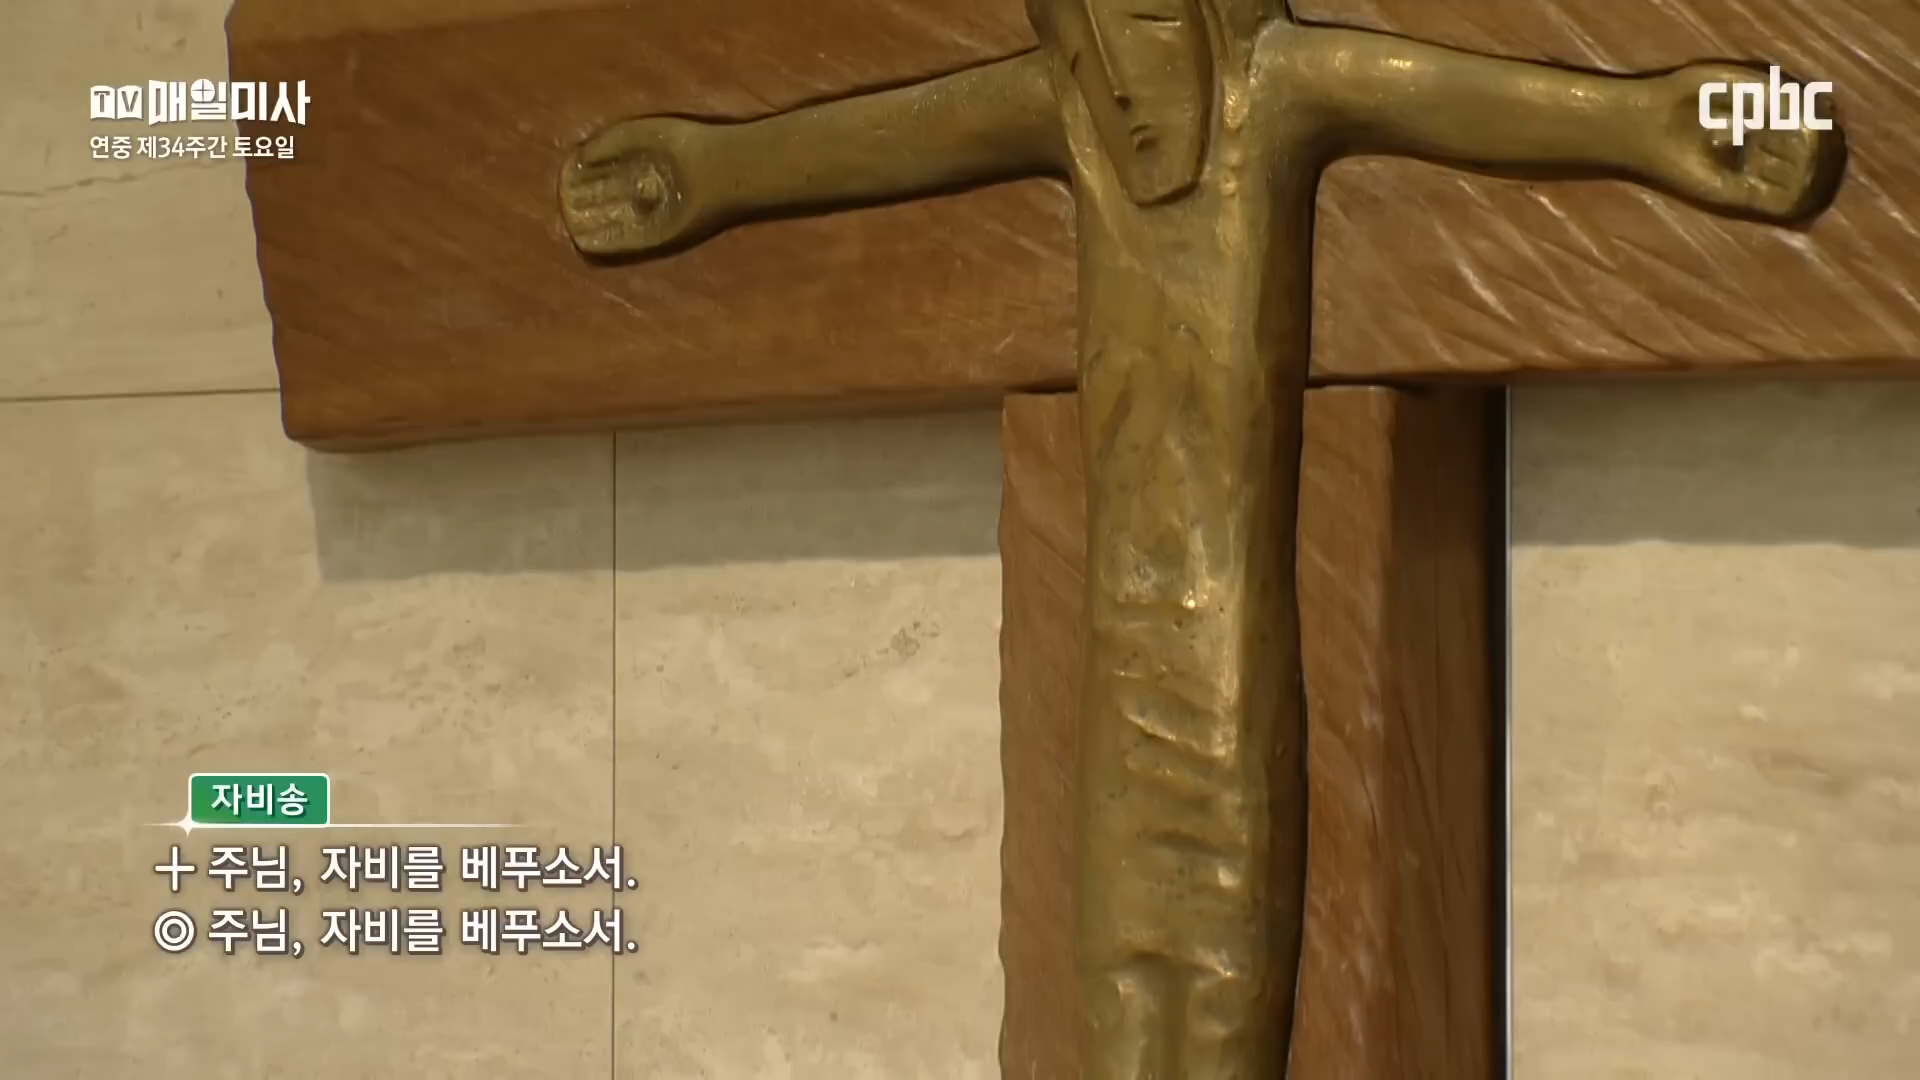 TV매일미사
cpbc
연중 제34주간 토요일
자비송
+ 주님, 자비를 베푸소서.
◎ 주님, 자비를 베푸소서.